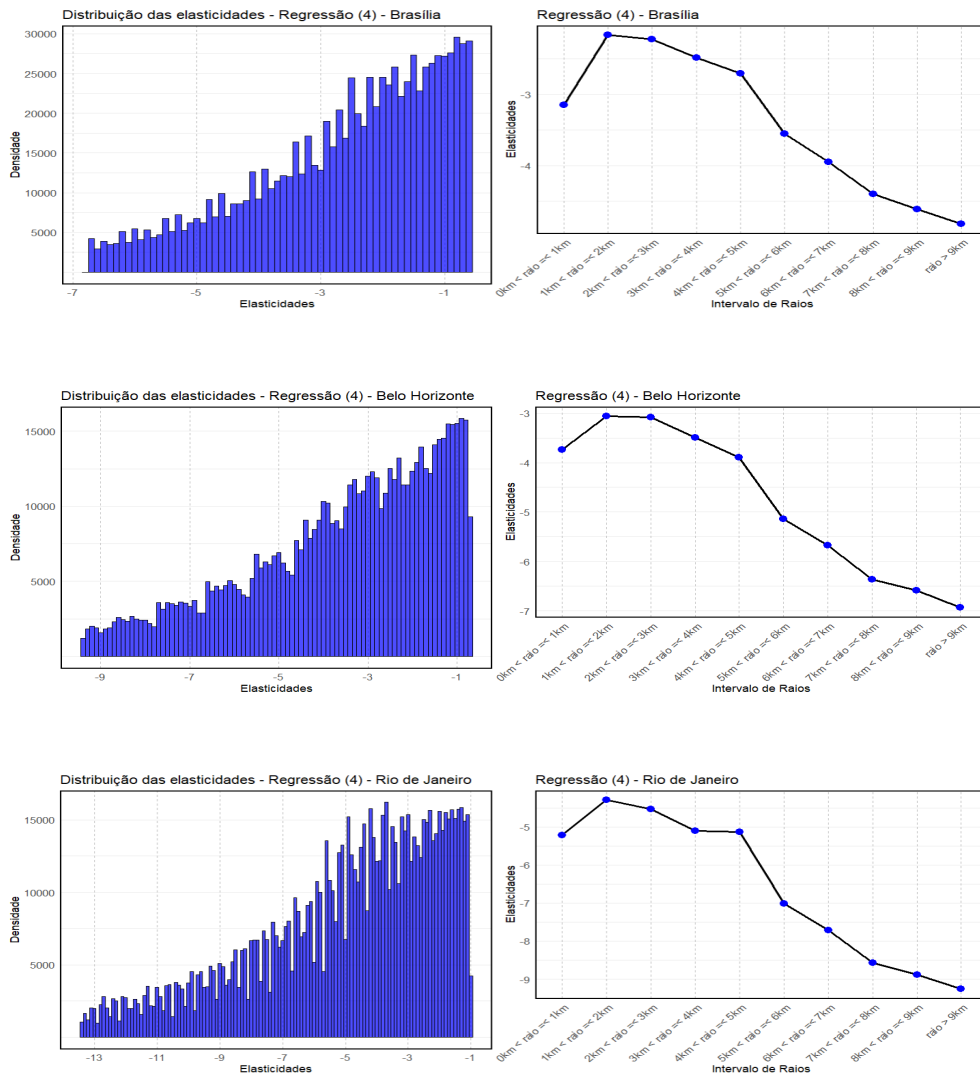 Distribuição das elasticidades - Regressão (4) - Brasília
Densidade
30000
25000
20000
15000
10000
5000
-7
-5
-3
-1
Elasticidades
Regressão (4) - Brasília
Elasticidades
-3
-4
0km < raio =< 1km
1km < raio =< 2km
2km < raio =< 3km
3km < raio =< 4km
4km < raio =< 5km
5km < raio =< 6km
6km < raio =< 7km
7km < raio =< 8km
8km < raio =< 9km
raio > 9km
Intervalo de Raios
Distribuição das elasticidades - Regressão (4) - Belo Horizonte
Densidade
15000
10000
5000
-9
-7
-5
-3
-1
Elasticidades
Regressão (4) - Belo Horizonte
Elasticidades
-3
-4
-5
-6
-7
0km < raio =< 1km
1km < raio =< 2km
2km < raio =< 3km
3km < raio =< 4km
4km < raio =< 5km
5km < raio =< 6km
6km < raio =< 7km
7km < raio =< 8km
8km < raio =< 9km
raio > 9km
Intervalo de Raios
Distribuição das elasticidades - Regressão (4) - Rio de Janeiro
Densidade
15000
10000
5000
-13
-11
-9
-7
-5
-3
-1
Elasticidades
Regressão (4) - Rio de Janeiro
Elasticidades
-5
-6
-7
-8
-9
0km < raio =< 1km
1km < raio =< 2km
2km < raio =< 3km
3km < raio =< 4km
4km < raio =< 5km
5km < raio =< 6km
6km < raio =< 7km
7km < raio =< 8km
8km < raio =< 9km
raio > 9km
Intervalo de Raios